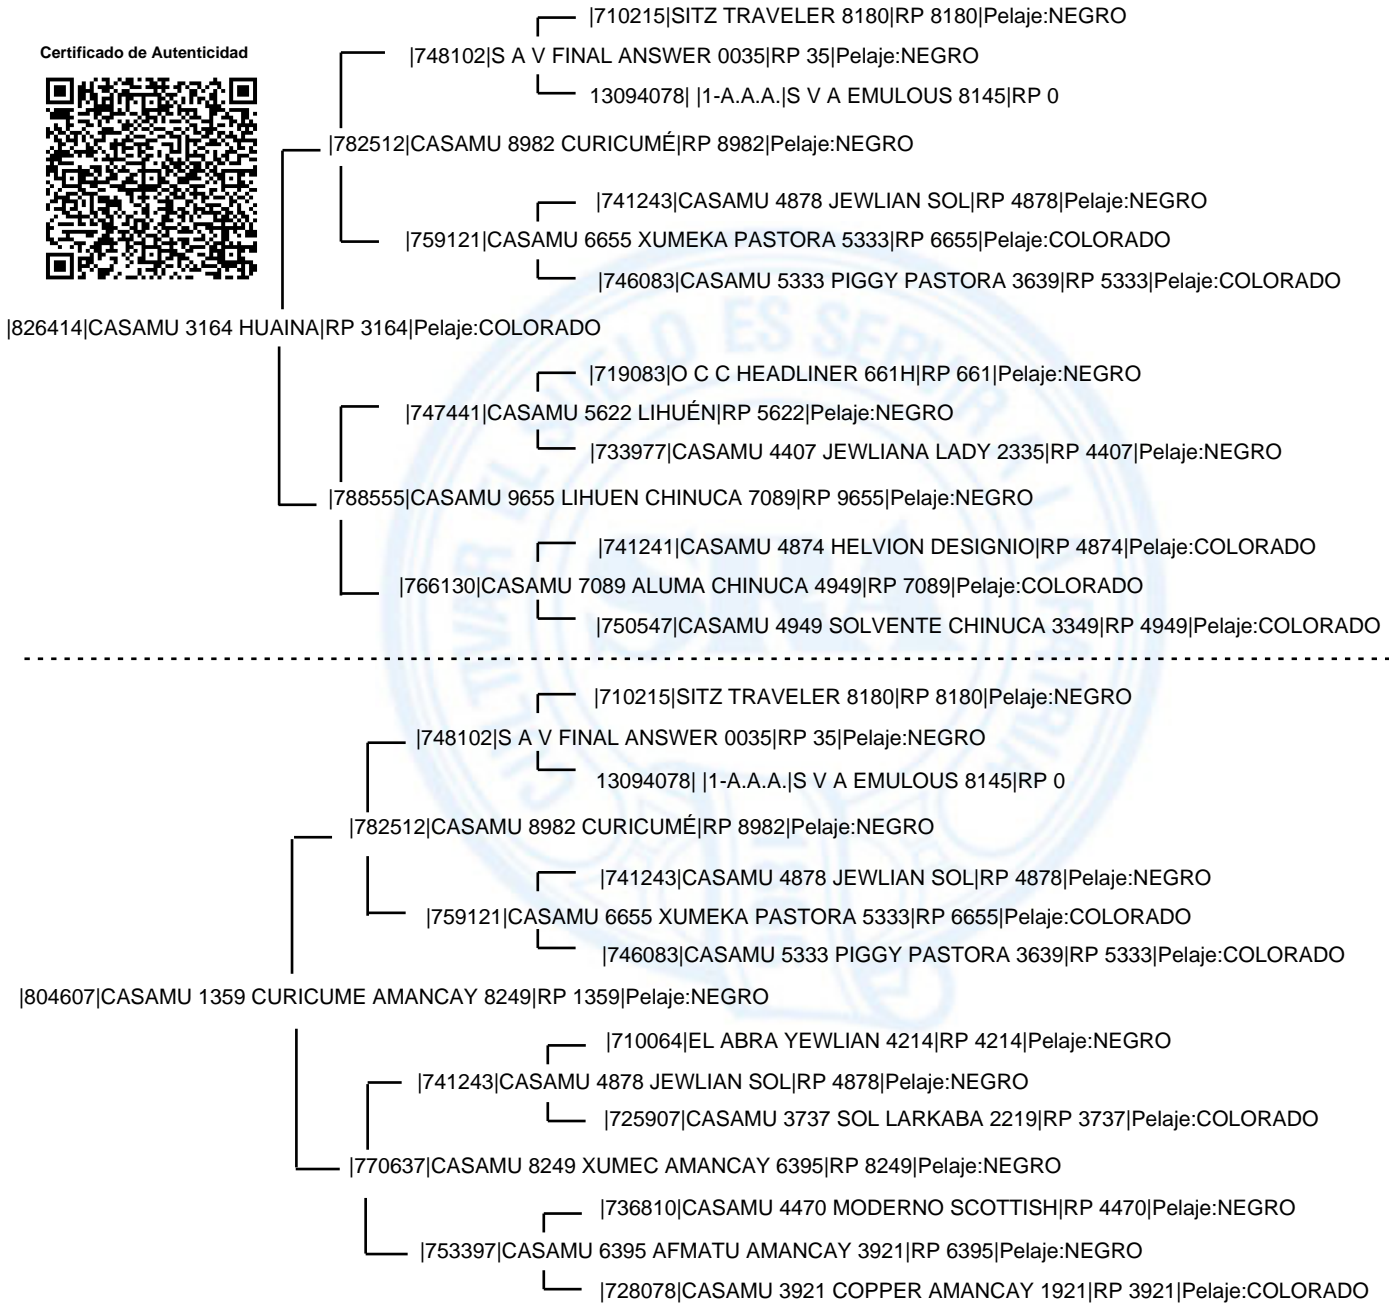 |710215|SITZ TRAVELER 8180|RP 8180|Pelaje:NEGRO
Certificado de Autenticidad
|748102|S A V FINAL ANSWER 0035|RP 35|Pelaje:NEGRO
13094078| |1-A.A.A.|S V A EMULOUS 8145|RP 0
|782512|CASAMU 8982 CURICUMÉ|RP 8982|Pelaje:NEGRO
|741243|CASAMU 4878 JEWLIAN SOL|RP 4878|Pelaje:NEGRO
|759121|CASAMU 6655 XUMEKA PASTORA 5333|RP 6655|Pelaje:COLORADO
|746083|CASAMU 5333 PIGGY PASTORA 3639|RP 5333|Pelaje:COLORADO
|826414|CASAMU 3164 HUAINA|RP 3164|Pelaje:COLORADO
|719083|O C C HEADLINER 661H|RP 661|Pelaje:NEGRO
|747441|CASAMU 5622 LIHUÉN|RP 5622|Pelaje:NEGRO
|733977|CASAMU 4407 JEWLIANA LADY 2335|RP 4407|Pelaje:NEGRO
|788555|CASAMU 9655 LIHUEN CHINUCA 7089|RP 9655|Pelaje:NEGRO
|741241|CASAMU 4874 HELVION DESIGNIO|RP 4874|Pelaje:COLORADO
|766130|CASAMU 7089 ALUMA CHINUCA 4949|RP 7089|Pelaje:COLORADO
|750547|CASAMU 4949 SOLVENTE CHINUCA 3349|RP 4949|Pelaje:COLORADO
|710215|SITZ TRAVELER 8180|RP 8180|Pelaje:NEGRO
|748102|S A V FINAL ANSWER 0035|RP 35|Pelaje:NEGRO
13094078| |1-A.A.A.|S V A EMULOUS 8145|RP 0
|782512|CASAMU 8982 CURICUMÉ|RP 8982|Pelaje:NEGRO
|741243|CASAMU 4878 JEWLIAN SOL|RP 4878|Pelaje:NEGRO
|759121|CASAMU 6655 XUMEKA PASTORA 5333|RP 6655|Pelaje:COLORADO
|746083|CASAMU 5333 PIGGY PASTORA 3639|RP 5333|Pelaje:COLORADO
|804607|CASAMU 1359 CURICUME AMANCAY 8249|RP 1359|Pelaje:NEGRO
|710064|EL ABRA YEWLIAN 4214|RP 4214|Pelaje:NEGRO
|741243|CASAMU 4878 JEWLIAN SOL|RP 4878|Pelaje:NEGRO
|725907|CASAMU 3737 SOL LARKABA 2219|RP 3737|Pelaje:COLORADO
|770637|CASAMU 8249 XUMEC AMANCAY 6395|RP 8249|Pelaje:NEGRO
|736810|CASAMU 4470 MODERNO SCOTTISH|RP 4470|Pelaje:NEGRO
|753397|CASAMU 6395 AFMATU AMANCAY 3921|RP 6395|Pelaje:NEGRO
|728078|CASAMU 3921 COPPER AMANCAY 1921|RP 3921|Pelaje:COLORADO
CULTIVAR EL SUELO ES SERVIR A LA PATRIA
SRA
1866